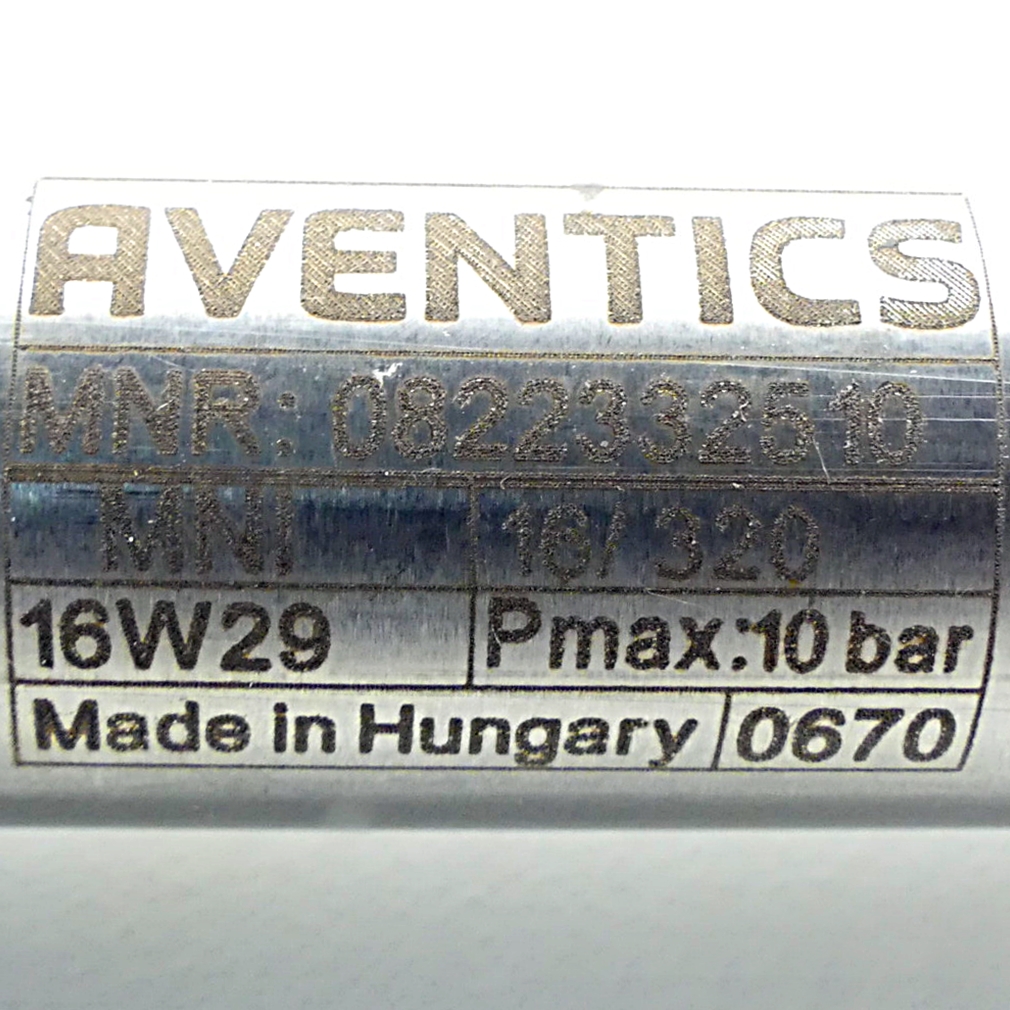 AVENTICS
MNR: 0822332510
MNI 16/ 320
16W29 Pmax:10 bar
Made in Hungary 0670